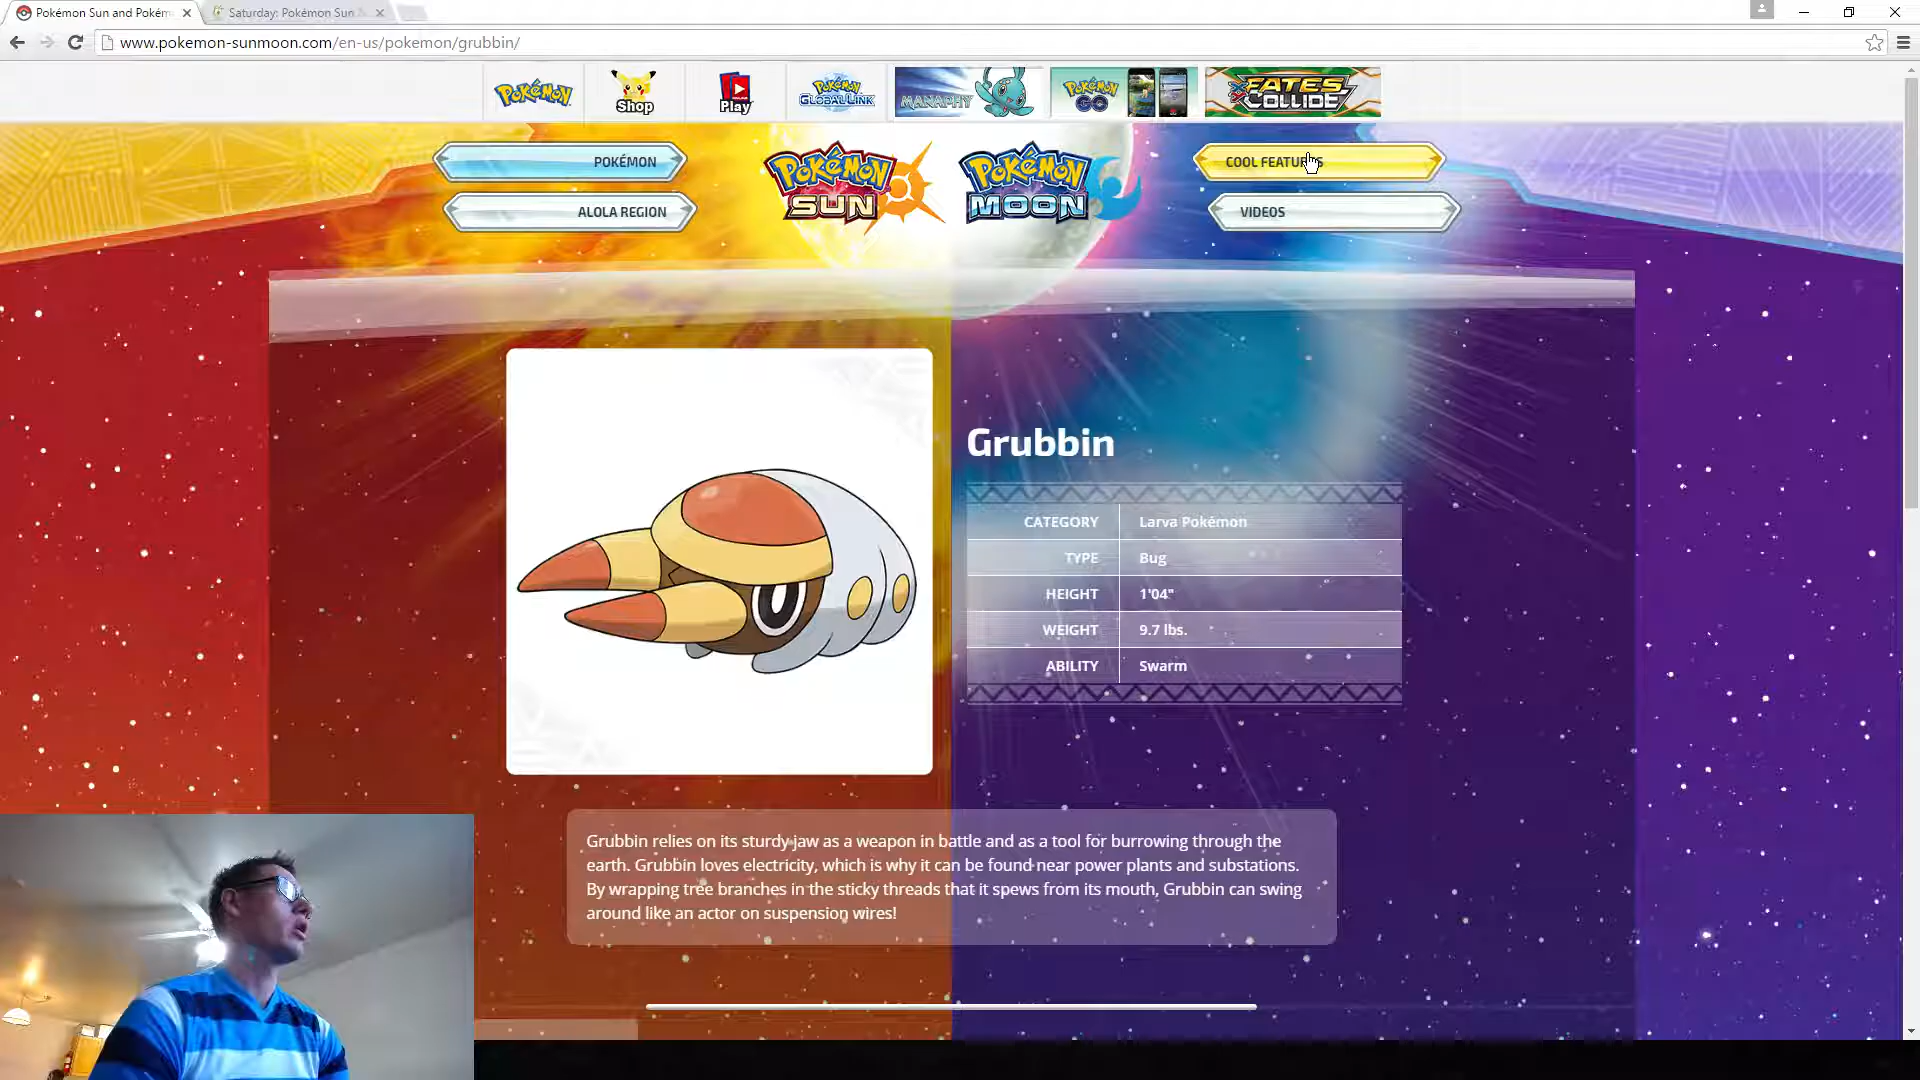 Pokémon Sun and Pokém
Saturday: Pokémon Sun
www.pokemon-sunmoon.com/en-us/pokemon/grubbin/
Pokémon
Shop
Play
Pokémon GLOBAL LINK
MANAPHY
POKÉMON GO
FATES COLLIDE
POKÉMON
ALOLA REGION
POKÉMON SUN
POKÉMON MOON
COOL FEATURES
VIDEOS
Grubbin
CATEGORY Larva Pokémon
TYPE Bug
HEIGHT 1'04"
WEIGHT 9.7 lbs.
ABILITY Swarm
Grubbin relies on its sturdy jaw as a weapon in battle and as a tool for burrowing through the
earth. Grubbin loves electricity, which is why it can be found near power plants and substations.
By wrapping tree branches in the sticky threads that it spews from its mouth, Grubbin can swing
around like an actor on suspension wires!